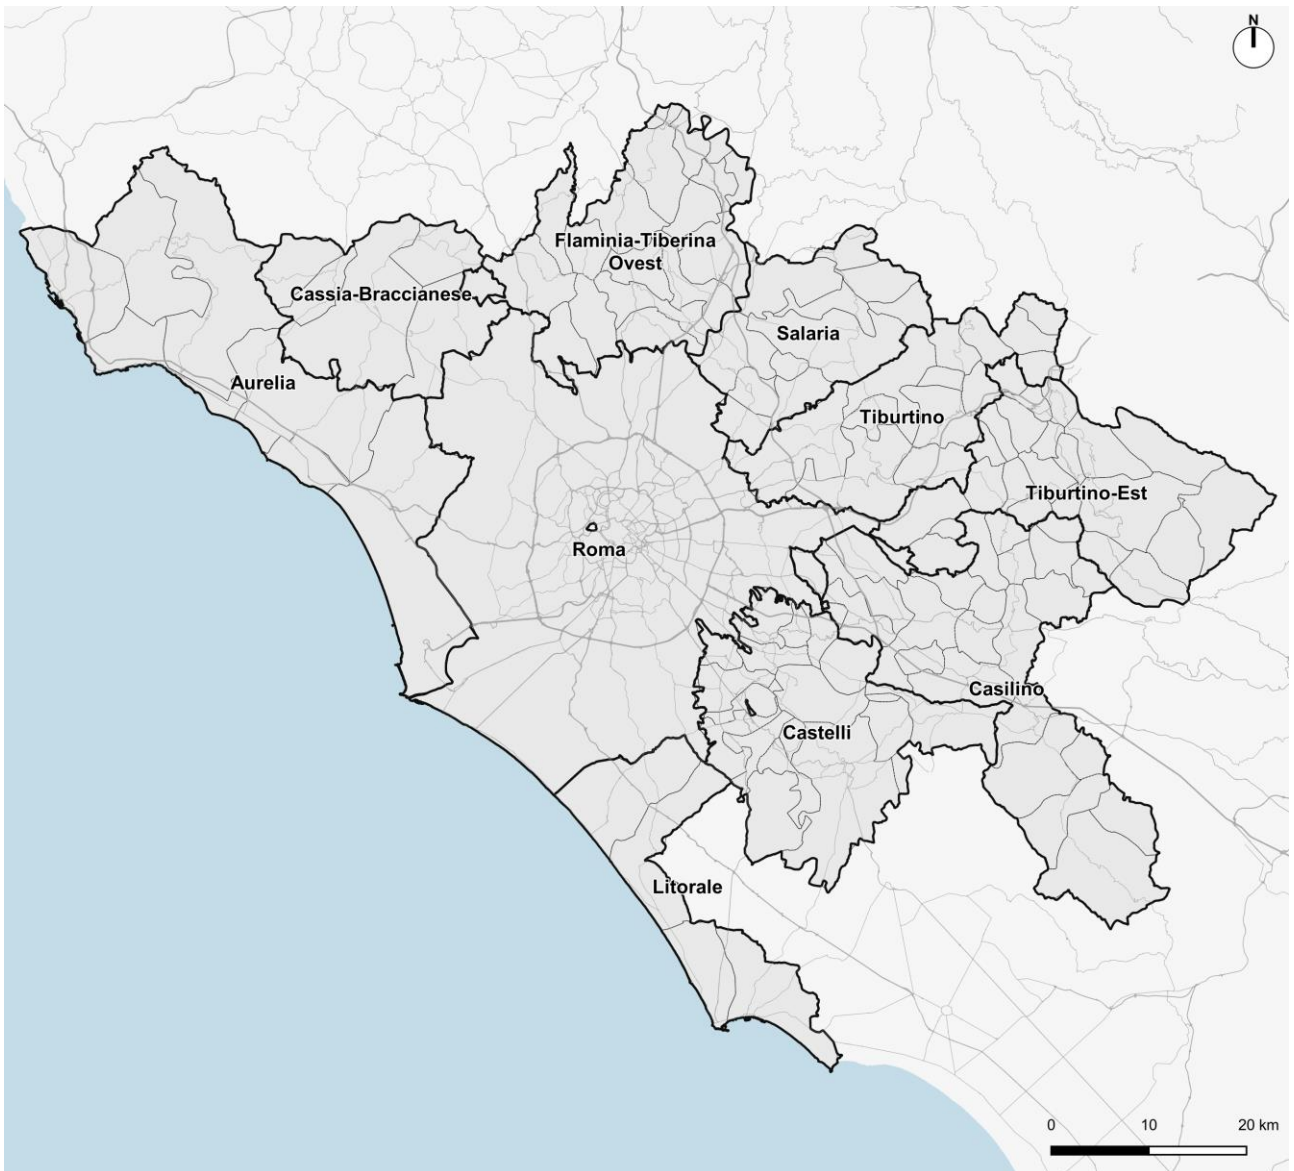 N
Flaminia-Tiberina
Ovest
Cassia-Braccianese
Salaria
Aurelia
Tiburtino
Tiburtino-Est
Roma
Casilino
Castelli
Litorale
0 10 20 km